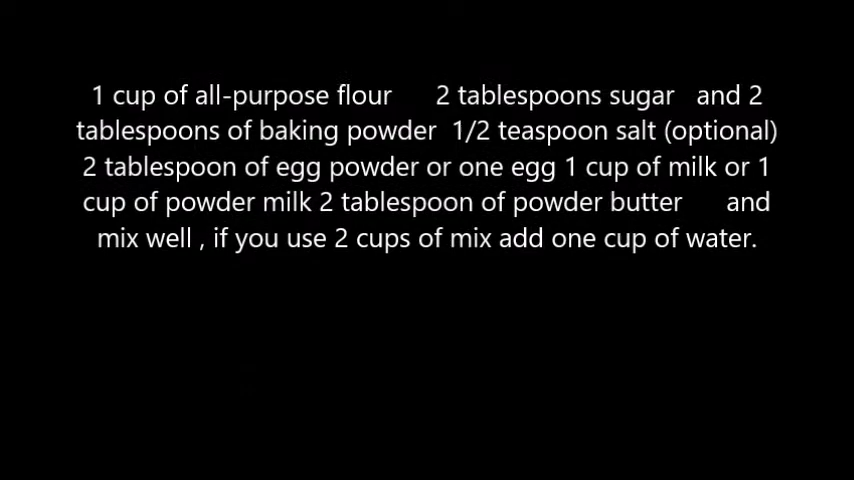 1 cup of all-purpose flour 2 tablespoons sugar and 2
tablespoons of baking powder 1/2 teaspoon salt (optional)
2 tablespoon of egg powder or one egg 1 cup of milk or 1
cup of powder milk 2 tablespoon of powder butter and
mix well , if you use 2 cups of mix add one cup of water.